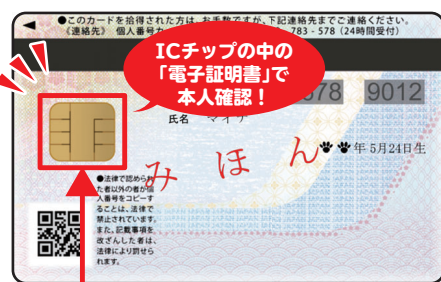 ●このカードを拾得された方は、お手数ですが、下記連絡先までご連絡ください。
《連絡先》 個人番号カ
783-578(24時間受付)
ICチップの中の
「電子証明書」で
本人確認!
678 9012
氏名 マイナ
年5月24日生
みほん
●法律で認めら
た者以外の者が個
人番号をコピーす
ることは、法律で
禁止されています。
また、記載事項を
改ざんした者は、
法律により罰せら
れます。